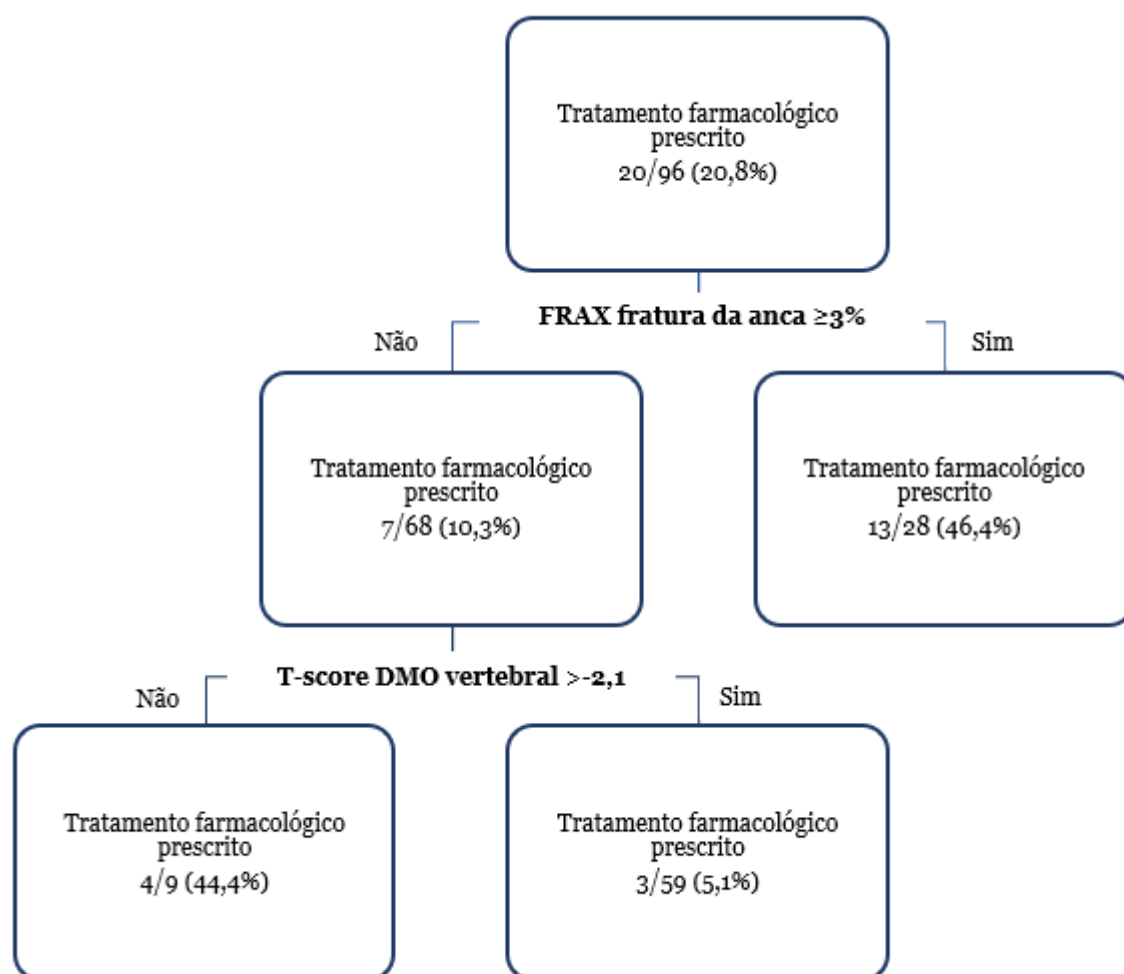 Tratamento farmacológico
prescrito
20/96 (20,8%)
FRAX fratura da anca ≥3%
Não
Sim
Tratamento farmacológico
prescrito
7/68 (10,3%)
Tratamento farmacológico
prescrito
13/28 (46,4%)
T-score DMO vertebral >-2,1
Não
Sim
Tratamento farmacológico
prescrito
4/9 (44,4%)
Tratamento farmacológico
prescrito
3/59 (5,1%)